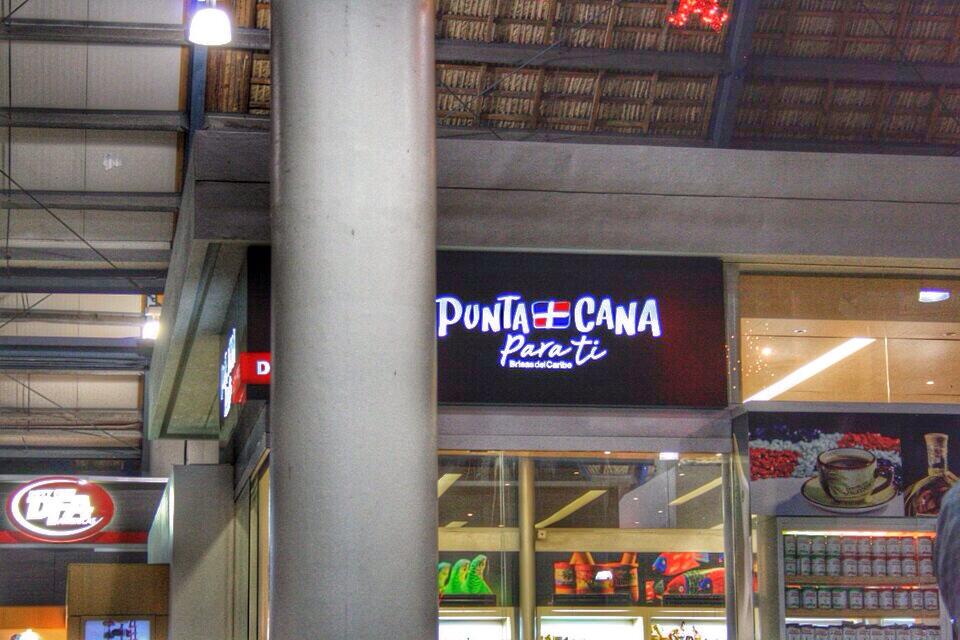 PUNTA CANA
Para ti
Brisas del Caribe
D